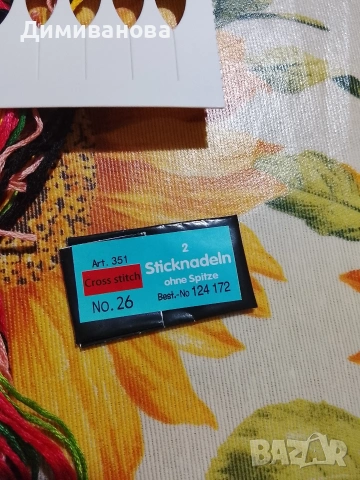 Димиванова
2
Art. 351
Sticknadeln
Cross stitch
ohne Spitze
NO. 26
Best.-No 124 172
BAZAR